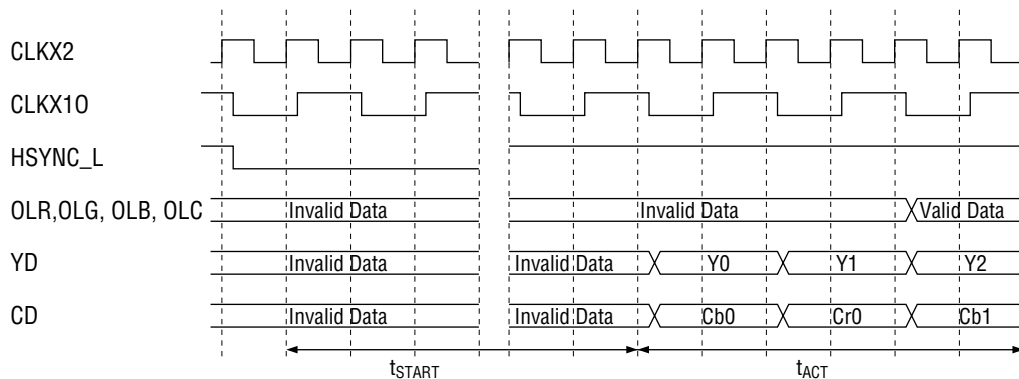 CLKX2
CLKX1O
HSYNC_L
OLR,OLG, OLB, OLC Invalid Data Invalid Data Valid Data
YD Invalid Data Invalid Data Y0 Y1 Y2
CD Invalid Data Invalid Data Cb0 Cr0 Cb1
tSTART tACT